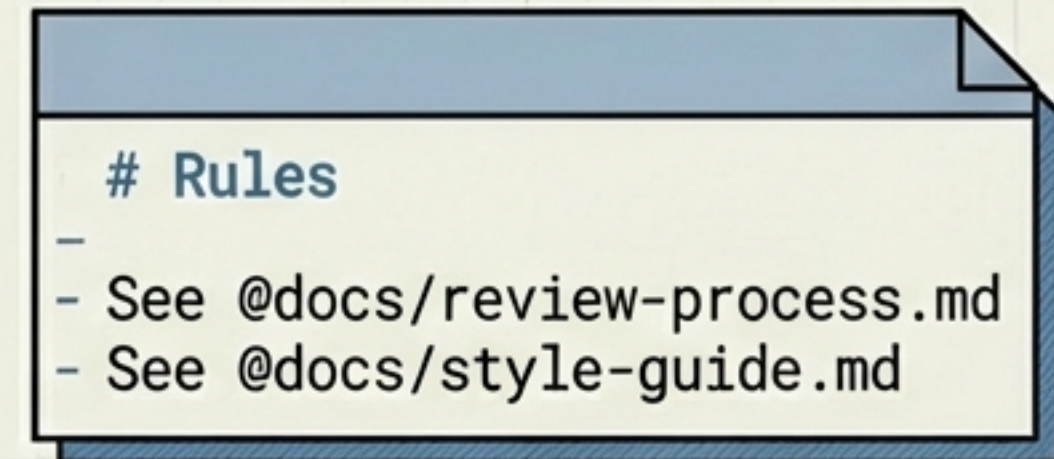 # Rules
-
- See @docs/review-process.md
- See @docs/style-guide.md